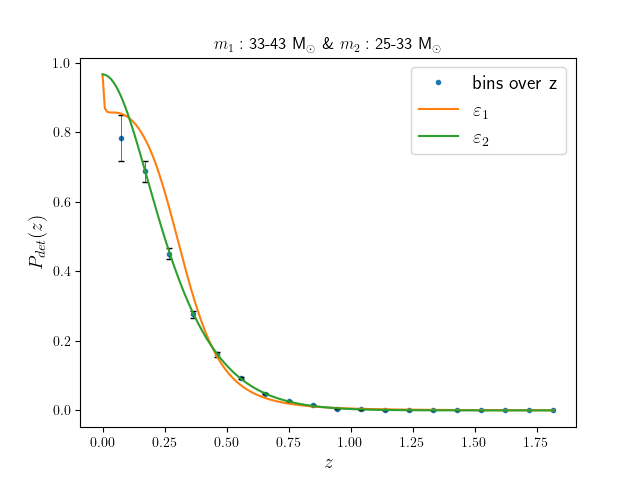 m₁ : 33-43 M☉ & m₂ : 25-33 M☉
bins over z
ε₁
ε₂
P_det(z)
1.0
0.8
0.6
0.4
0.2
0.0
0.00 0.25 0.50 0.75 1.00 1.25 1.50 1.75
z